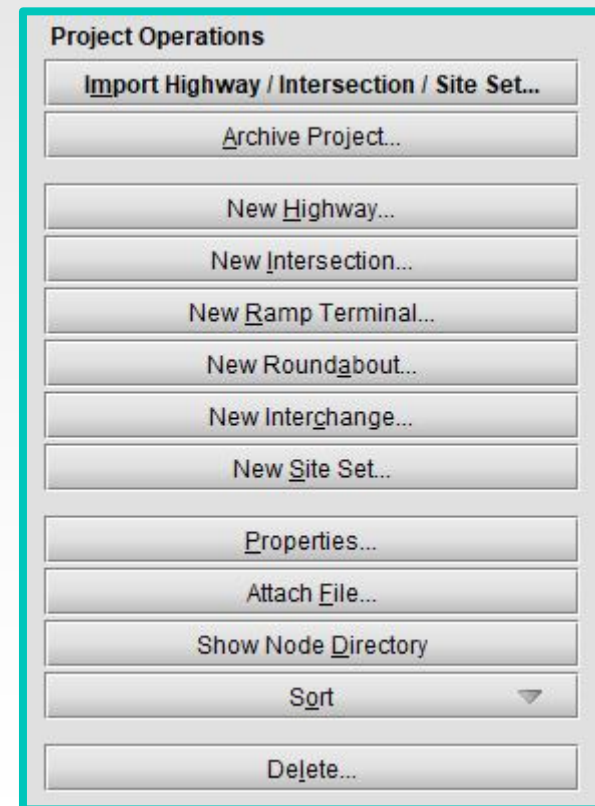 Project Operations
Import Highway / Intersection / Site Set...
Archive Project...
New Highway...
New Intersection...
New Ramp Terminal...
New Roundabout...
New Interchange...
New Site Set...
Properties...
Attach File...
Show Node Directory
Sort
Delete...